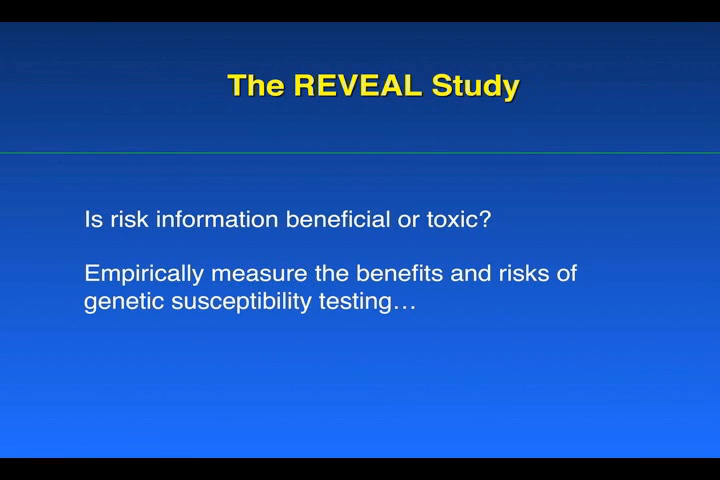 The REVEAL Study
Is risk information beneficial or toxic?
Empirically measure the benefits and risks of
genetic susceptibility testing…